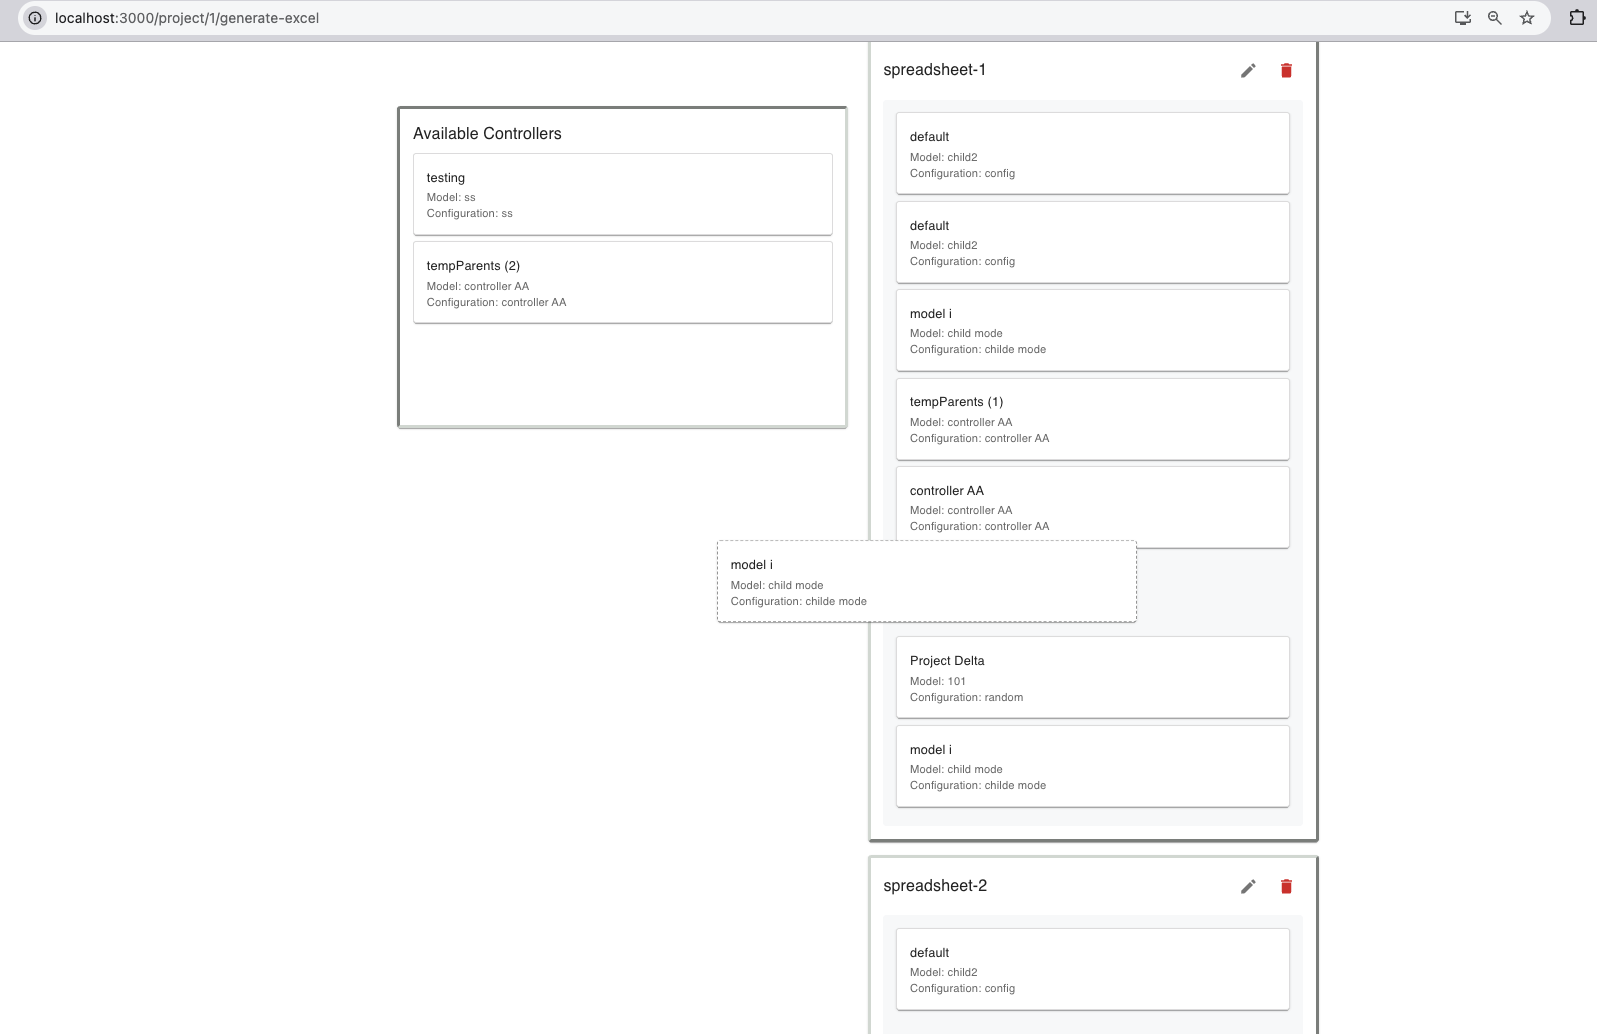 localhost:3000/project/1/generate-excel
Available Controllers
testing
Model: ss
Configuration: ss
tempParents (2)
Model: controller AA
Configuration: controller AA
spreadsheet-1
default
Model: child2
Configuration: config
default
Model: child2
Configuration: config
model i
Model: child mode
Configuration: childe mode
tempParents (1)
Model: controller AA
Configuration: controller AA
controller AA
Model: controller AA
Configuration: controller AA
model i
Model: child mode
Configuration: childe mode
Project Delta
Model: 101
Configuration: random
model i
Model: child mode
Configuration: childe mode
spreadsheet-2
default
Model: child2
Configuration: config